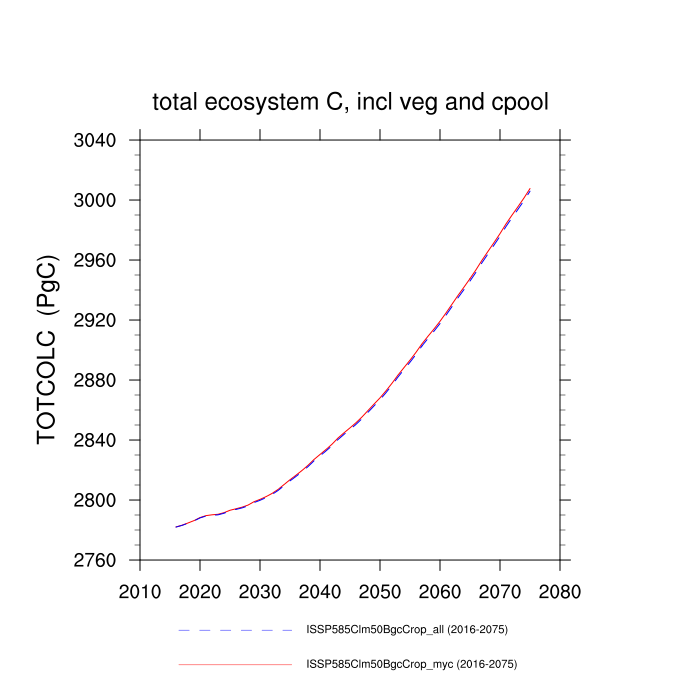 total ecosystem C, incl veg and cpool
TOTCOLC (PgC)
3040
3000
2960
2920
2880
2840
2800
2760
2010 2020 2030 2040 2050 2060 2070 2080
ISSP585Clm50BgcCrop_all (2016-2075)
ISSP585Clm50BgcCrop_myc (2016-2075)